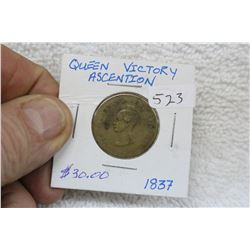 QUEEN VICTORY
ASCENTION
523
$30.00
1837